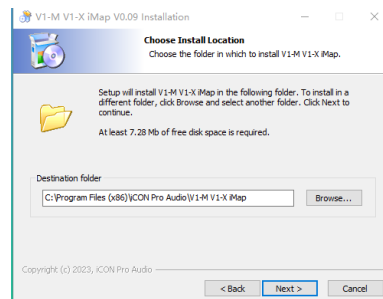 V1-M V1-X iMap V0.09 Installation
Choose Install Location
Choose the folder in which to install V1-M V1-X iMap.
Setup will install V1-M V1-X iMap in the following folder. To install in a
different folder, click Browse and select another folder. Click Next to
continue.
At least 7.28 Mb of free disk space is required.
Destination folder
C:\Program Files (x86)\iCON Pro Audio\V1-M V1-X iMap
Browse...
Copyright (c) 2023, iCON Pro Audio
< Back
Next >
Cancel